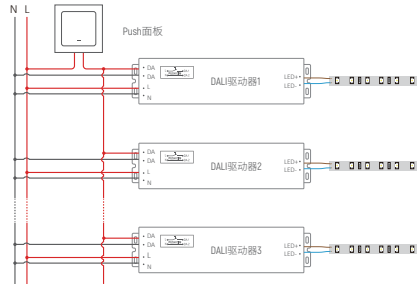 N L
Push面板
DA
DA
L
N
DALI驱动器1
LED+
LED-
DA
DA
L
N
DALI驱动器2
LED+
LED-
DA
DA
L
N
DALI驱动器3
LED+
LED-